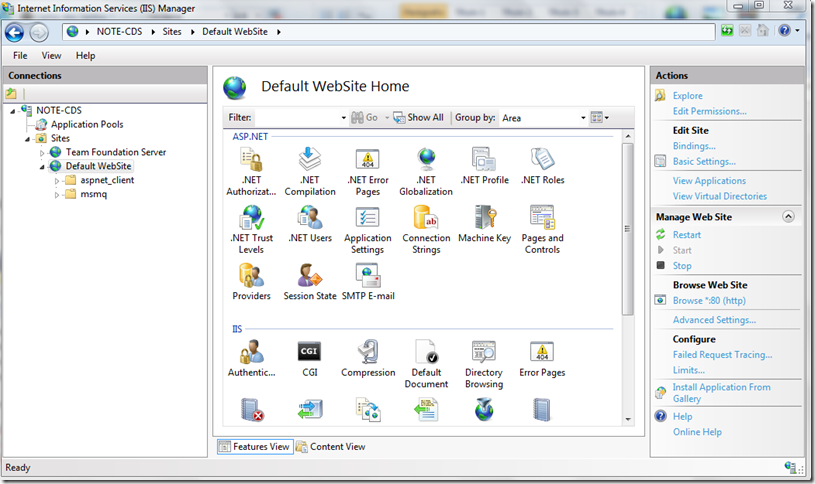 Internet Information Services (IIS) Manager
NOTE-CDS Sites Default WebSite
File View Help
Connections
NOTE-CDS
Application Pools
Sites
Team Foundation Server
Default WebSite
aspnet_client
msmq
Default WebSite Home
Filter: Go Show All Group by: Area
ASP.NET
.NET Authorizat...
.NET Compilation
.NET Error Pages
.NET Globalization
.NET Profile
.NET Roles
.NET Trust Levels
.NET Users
Application Settings
Connection Strings
Machine Key
Pages and Controls
Providers
Session State
SMTP E-mail
IIS
Authentic...
CGI
Compression
Default Document
Directory Browsing
Error Pages
Features View Content View
Actions
Explore
Edit Permissions...
Edit Site
Bindings...
Basic Settings...
View Applications
View Virtual Directories
Manage Web Site
Restart
Start
Stop
Browse Web Site
Browse *:80 (http)
Advanced Settings...
Configure
Failed Request Tracing...
Limits...
Install Application From
Gallery
Help
Online Help
Ready